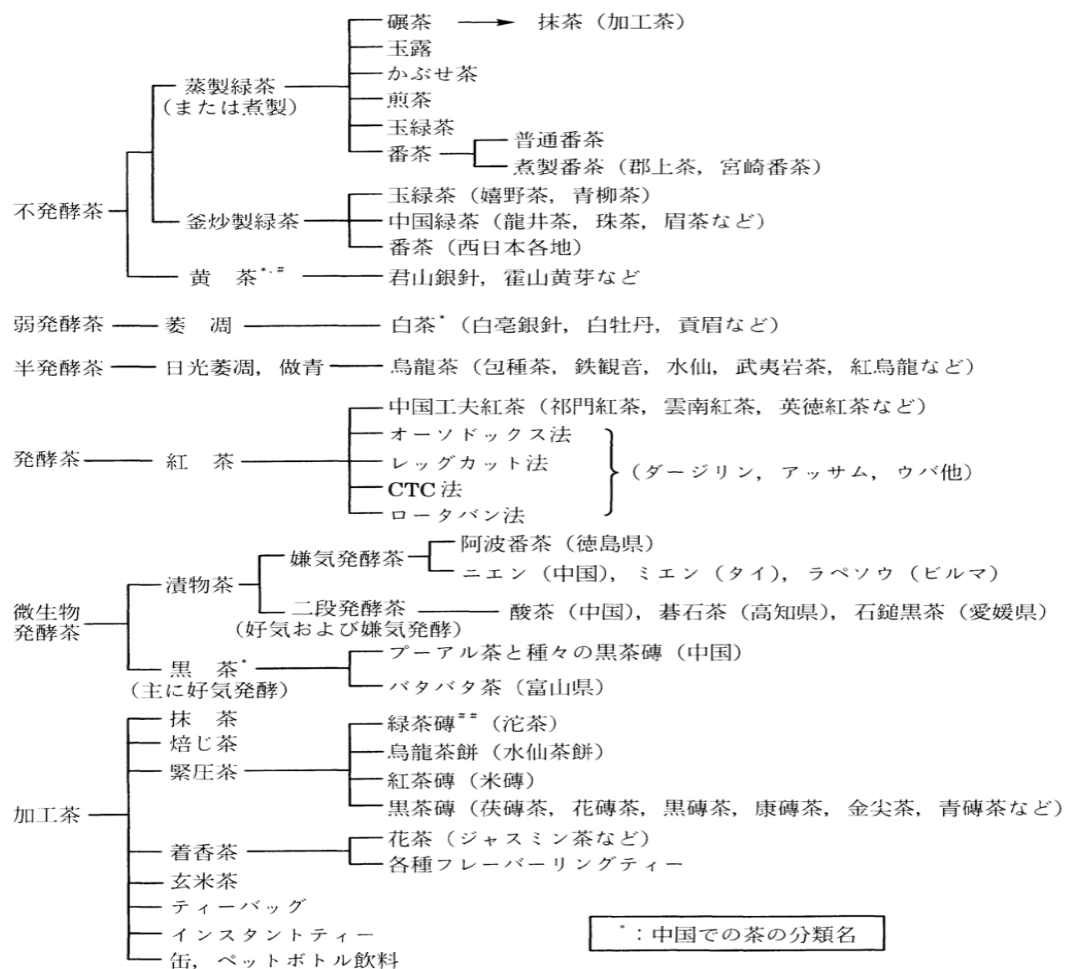 碾茶 → 抹茶（加工茶）
玉露
蒸製緑茶 かぶせ茶
(または煮製) 煎茶
玉緑茶
番茶 普通番茶
煮製番茶（郡上茶，宮崎番茶）
玉緑茶（嬉野茶，青柳茶）
不発酵茶 釜炒製緑茶 中国緑茶（龍井茶，珠茶，眉茶など）
番茶（西日本各地）
黄　茶*,# 君山銀針，霍山黄芽など
弱発酵茶 萎　凋 白茶*（白毫銀針，白牡丹，貢眉など）
半発酵茶 日光萎凋，做青 烏龍茶（包種茶，鉄観音，水仙，武夷岩茶，紅烏龍など）
中国工夫紅茶（祁門紅茶，雲南紅茶，英徳紅茶など）
オーソドックス法
発酵茶 紅　茶 レッグカット法 （ダージリン，アッサム，ウバ他）
CTC法
ロータバン法
嫌気発酵茶 阿波番茶（徳島県）
ニエン（中国），ミエン（タイ），ラペソウ（ビルマ）
漬物茶
二段発酵茶 酸茶（中国），碁石茶（高知県），石鎚黒茶（愛媛県）
(好気および嫌気発酵)
微生物
発酵茶
黒　茶* プーアル茶と種々の黒茶磚（中国）
(主に好気発酵) バタバタ茶（富山県）
抹　茶
焙じ茶 緑茶磚##（沱茶）
緊圧茶 烏龍茶餅（水仙茶餅）
紅茶磚（米磚）
加工茶 黒茶磚（茯磚茶，花磚茶，黒磚茶，康磚茶，金尖茶，青磚茶など）
着香茶 花茶（ジャスミン茶など）
各種フレーバーリングティー
玄米茶
ティーバッグ
インスタントティー
缶，ペットボトル飲料
*：中国での茶の分類名